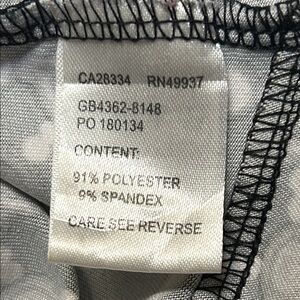 CA28334 RN49937
GB4362-8148
PO 180134
CONTENT:
91% POLYESTER
9% SPANDEX
CARE SEE REVERSE